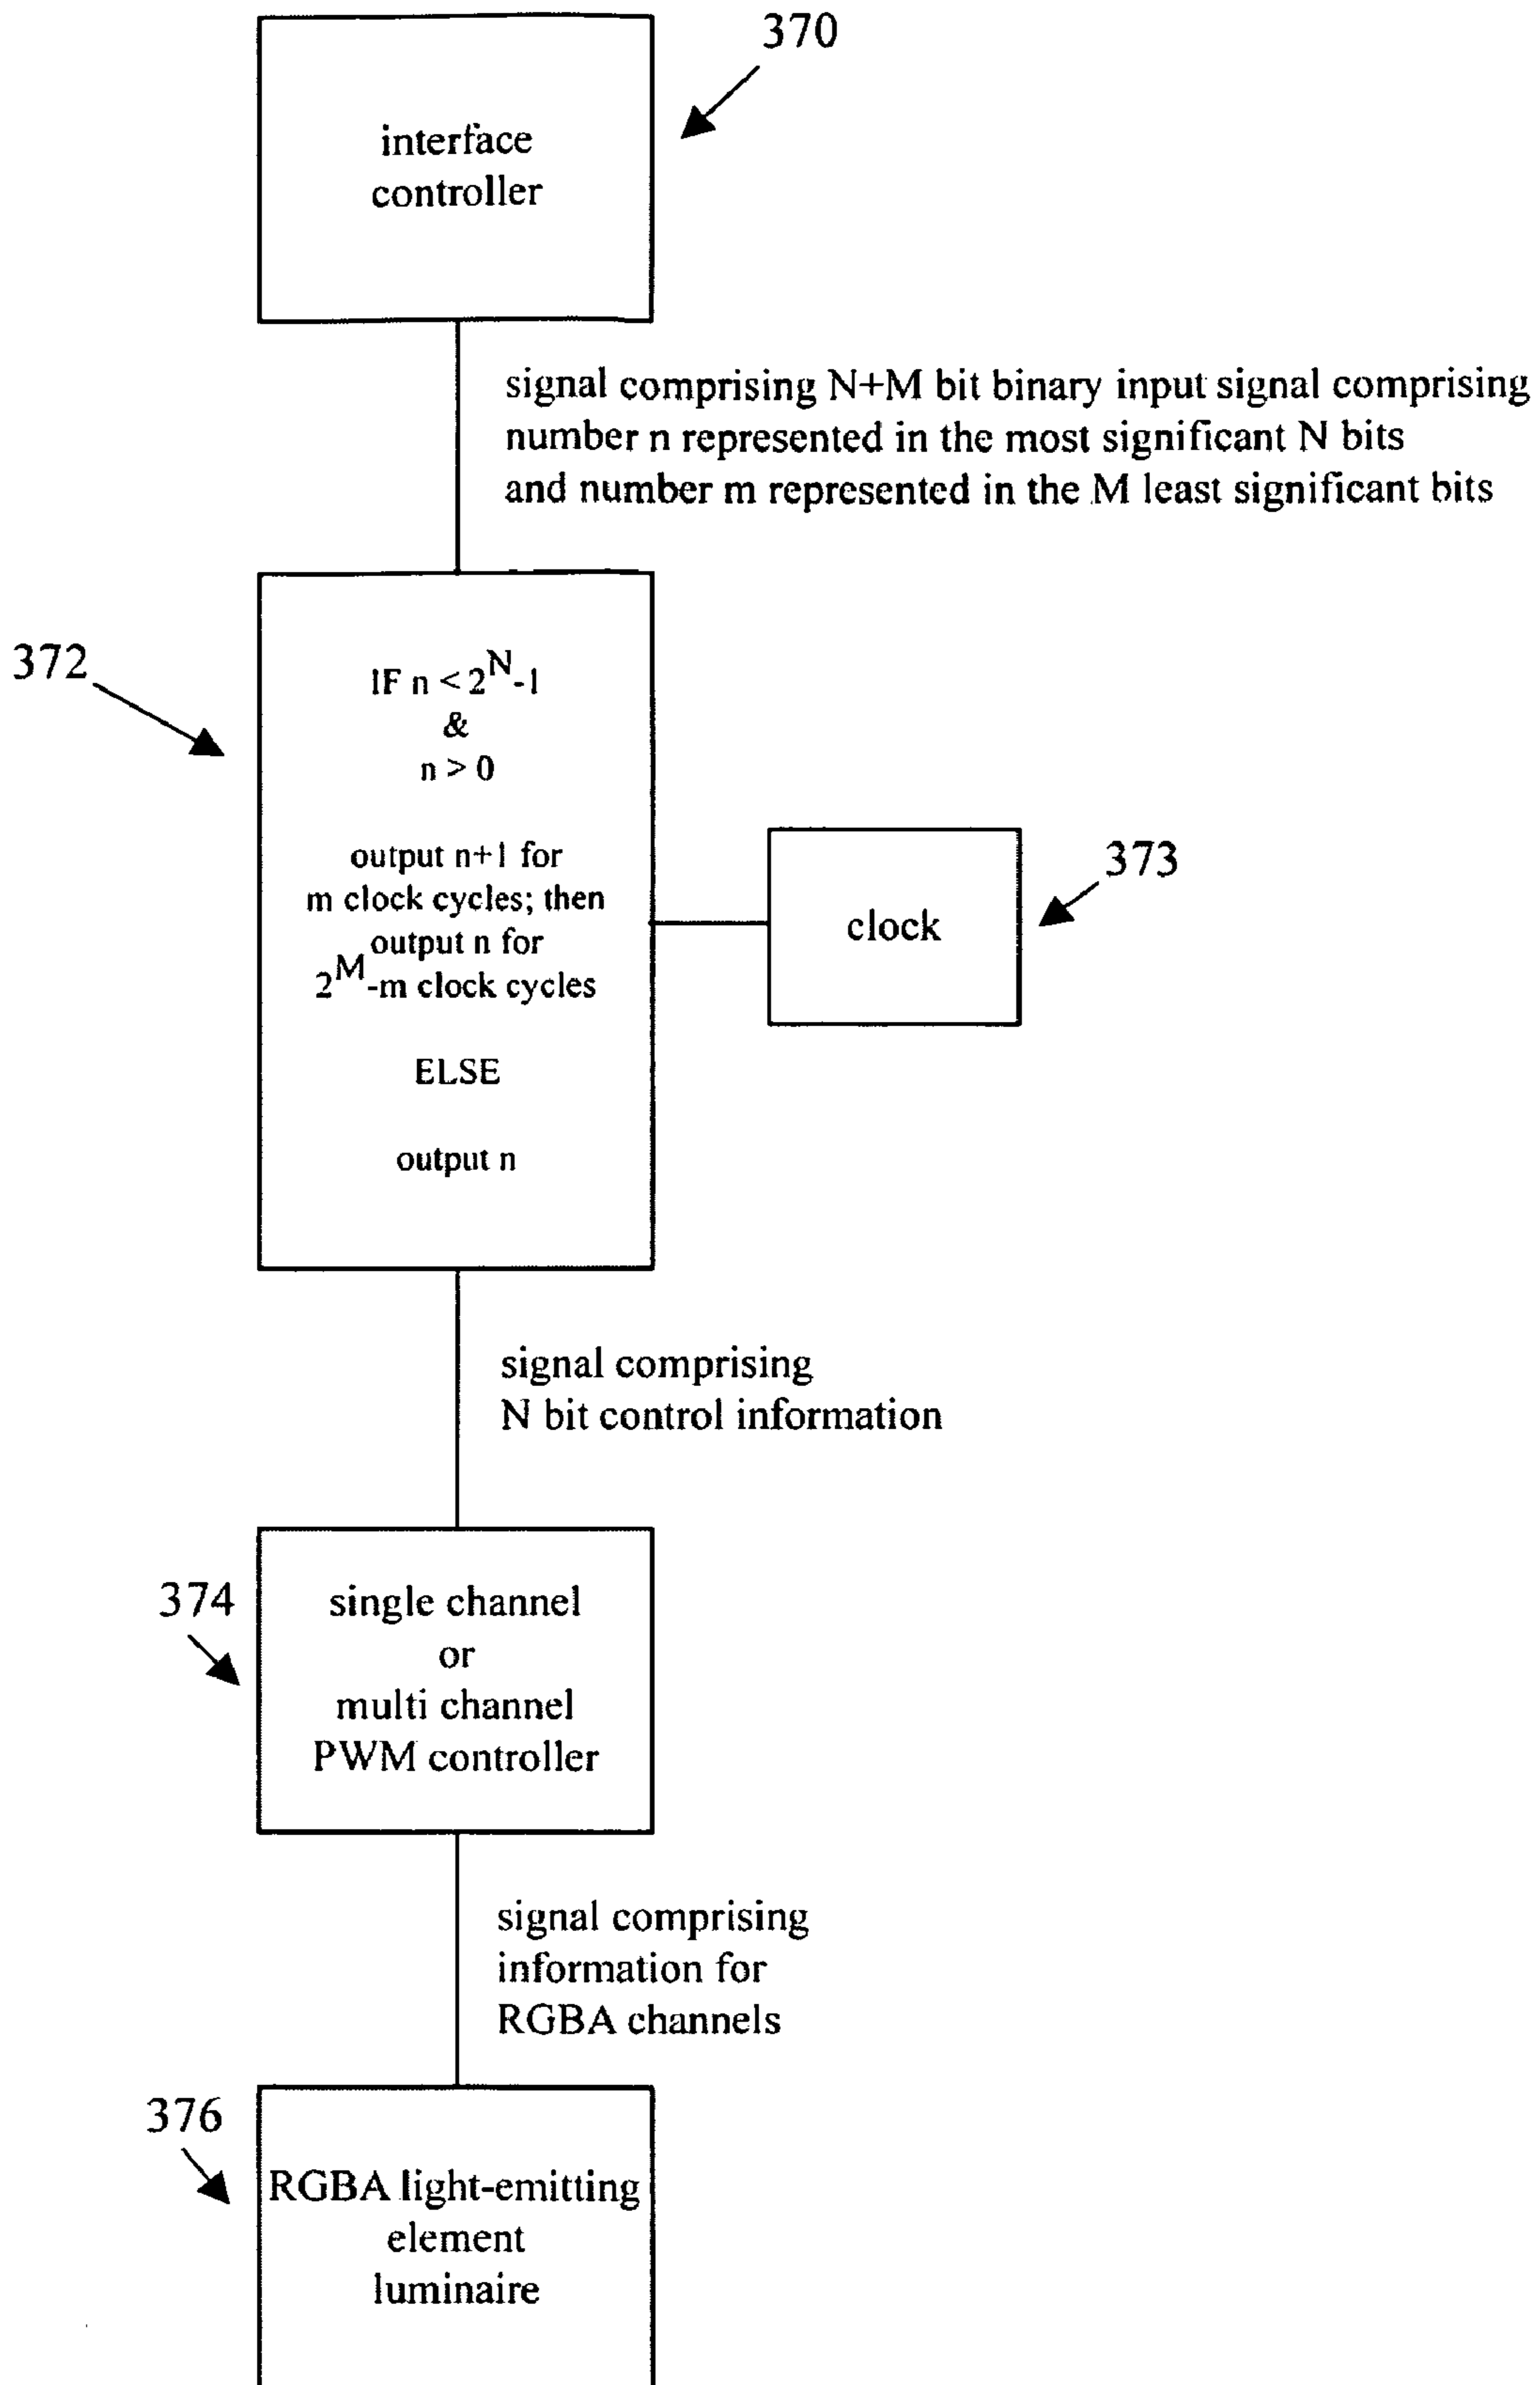 370
interface
controller
signal comprising N+M bit binary input signal comprising
number n represented in the most significant N bits
and number m represented in the M least significant bits
372
IF n < 2^N-1
&
n > 0
output n+1 for
m clock cycles; then
output n for
2^M-m clock cycles
ELSE
output n
373
clock
signal comprising
N bit control information
374
single channel
or
multi channel
PWM controller
signal comprising
information for
RGBA channels
376
RGBA light-emitting
element
luminaire